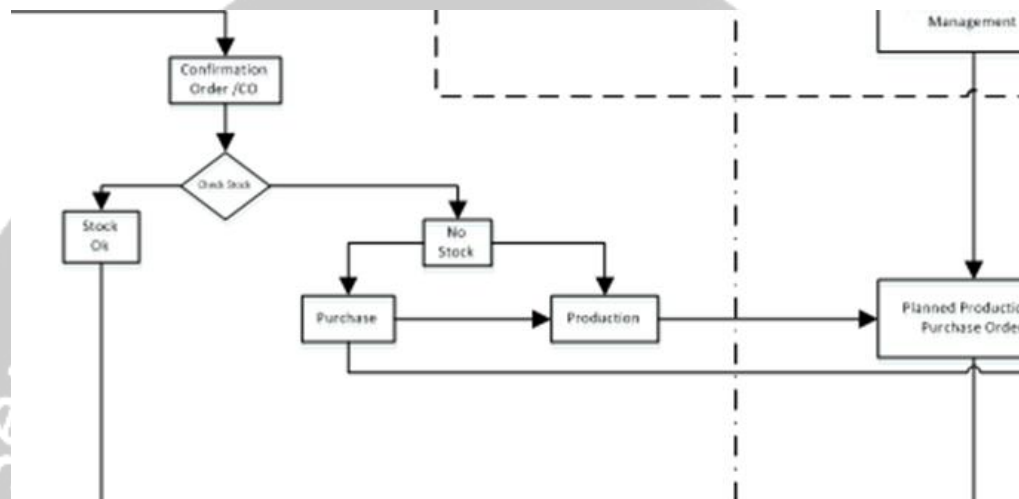 Management
Confirmation
Order /CO
Check Stock
Stock
Ok
No
Stock
Purchase
Production
Planned Productio
Purchase Orde